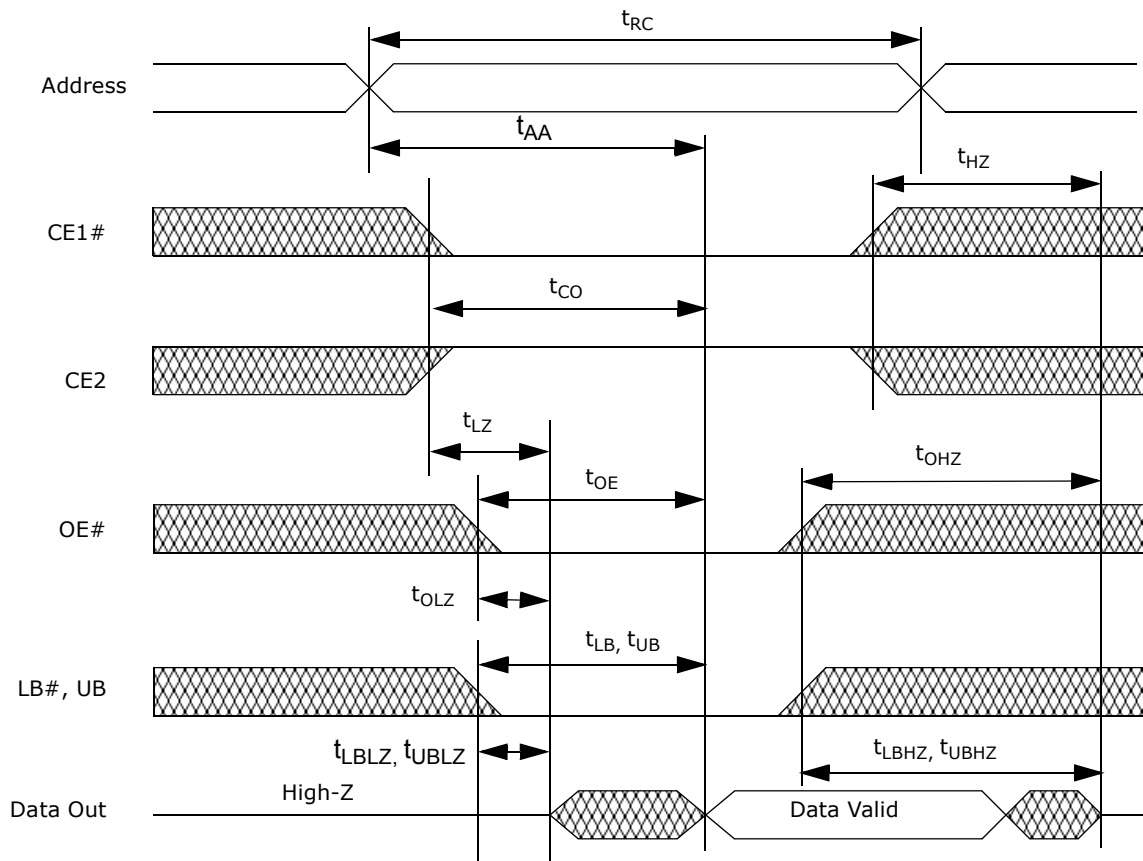 tRC
Address
tAA
tHZ
CE1#
tCO
CE2
tLZ
tOE
tOHZ
OE#
tOLZ
tLB, tUB
LB#, UB
tLBLZ, tUBLZ
tLBHZ, tUBHZ
High-Z
Data Out
Data Valid